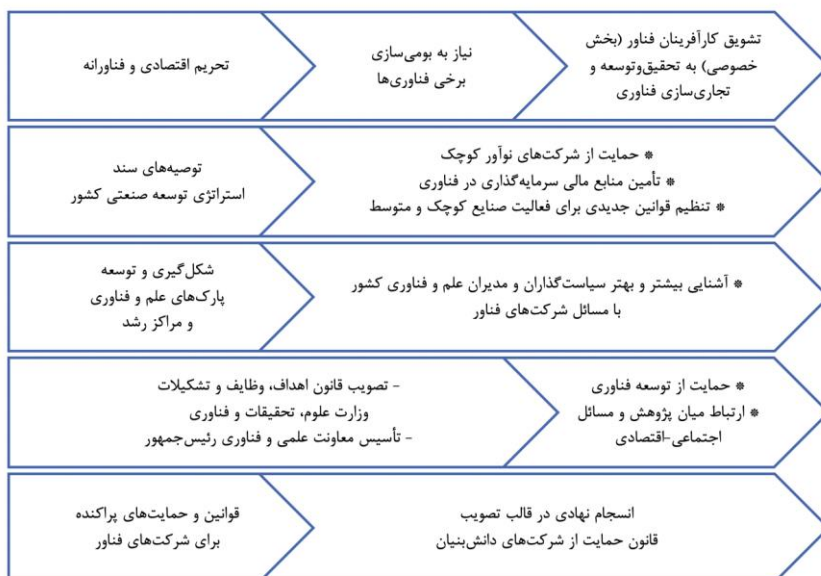 تحریم اقتصادی و فناورانه
نیاز به بومی‌سازی
برخی فناوری‌ها
تشویق کارآفرینان فناور (بخش
خصوصی) به تحقیق‌وتوسعه و
تجاری‌سازی فناوری
توصیه‌های سند
استراتژی توسعه صنعتی کشور
* حمایت از شرکت‌های نوآور کوچک
* تأمین منابع مالی سرمایه‌گذاری در فناوری
* تنظیم قوانین جدیدی برای فعالیت صنایع کوچک و متوسط
شکل‌گیری و توسعه
پارک‌های علم و فناوری
و مراکز رشد
* آشنایی بیشتر و بهتر سیاست‌گذاران و مدیران علم و فناوری کشور
با مسائل شرکت‌های فناور
- تصویب قانون اهداف، وظایف و تشکیلات
وزارت علوم، تحقیقات و فناوری
- تأسیس معاونت علمی و فناوری رئیس‌جمهور
* حمایت از توسعه فناوری
* ارتباط میان پژوهش و مسائل
اجتماعی-اقتصادی
قوانین و حمایت‌های پراکنده
برای شرکت‌های فناور
انسجام نهادی در قالب تصویب
قانون حمایت از شرکت‌های دانش‌بنیان